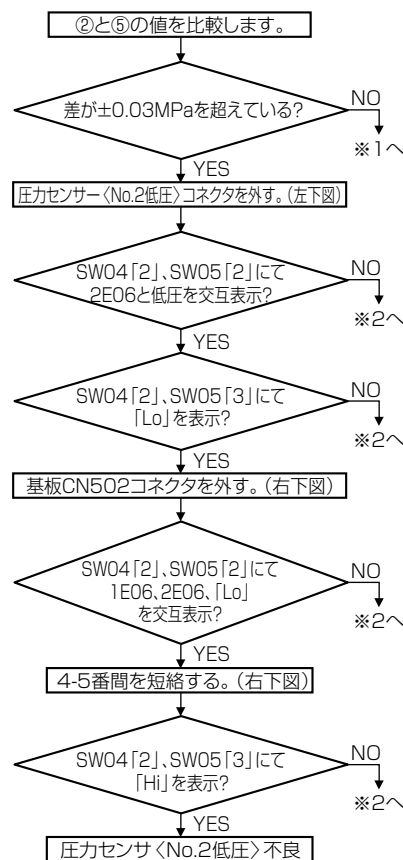 ②と⑤の値を比較します。
差が±0.03MPaを超えている?
NO
※1へ
YES
圧力センサー〈No.2低圧〉コネクタを外す。(左下図)
SW04「2」、SW05「2」にて
2E06と低圧を交互表示?
NO
※2へ
YES
SW04「2」、SW05「3」にて
「Lo」を表示?
NO
※2へ
YES
基板CN502コネクタを外す。(右下図)
SW04「2」、SW05「2」にて
1E06、2E06、「Lo」
を交互表示?
NO
※2へ
YES
4-5番間を短絡する。(右下図)
SW04「2」、SW05「3」にて
「Hi」を表示?
NO
※2へ
YES
圧力センサ〈No.2低圧〉不良